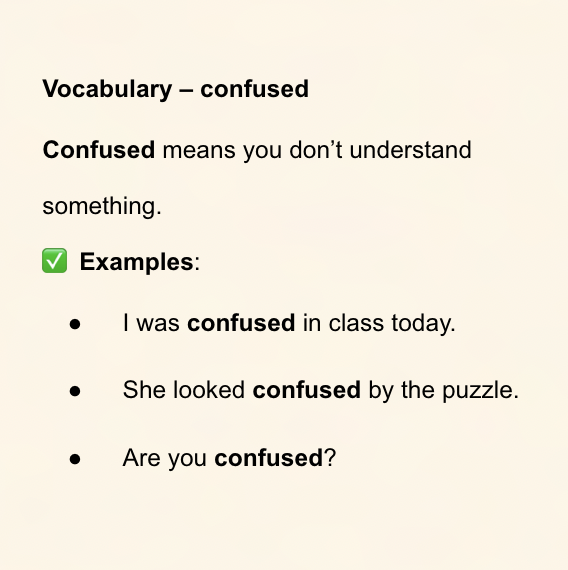 Vocabulary – confused
Confused means you don’t understand
something.
✅ Examples:
● I was confused in class today.
● She looked confused by the puzzle.
● Are you confused?